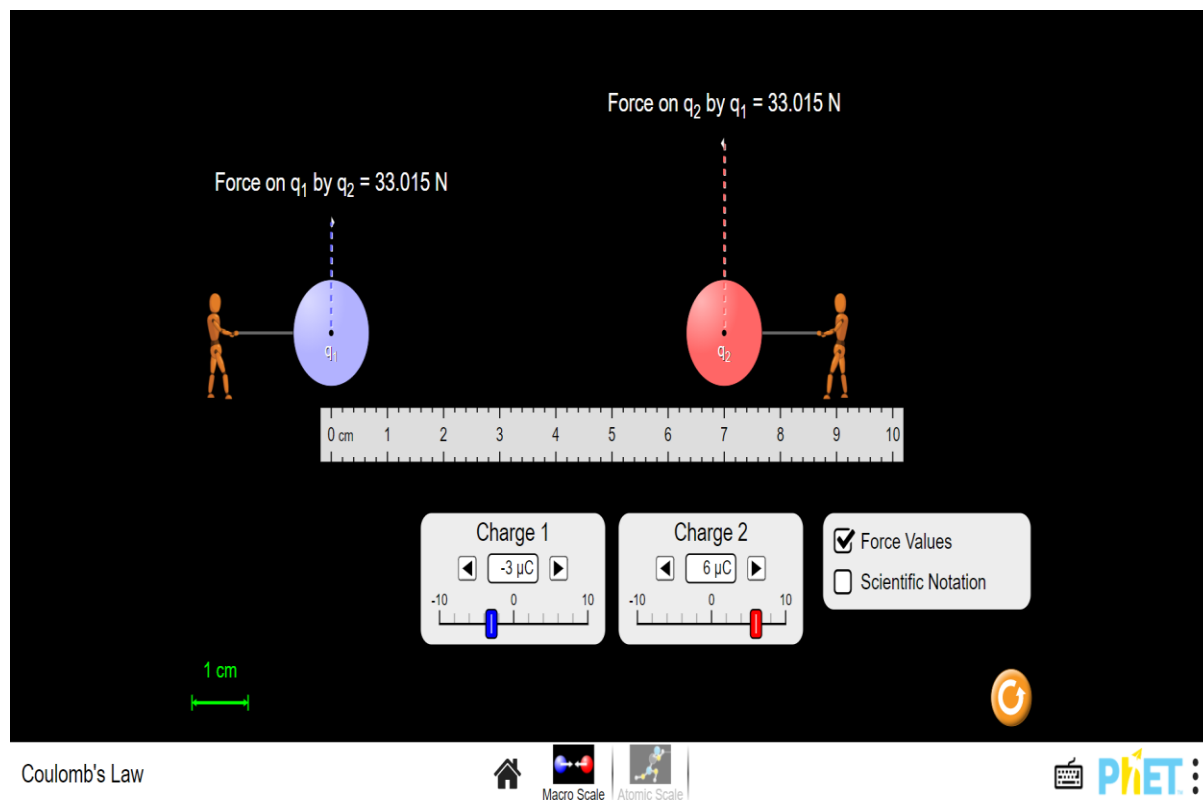 Force on q₂ by q₁ = 33.015 N
Force on q₁ by q₂ = 33.015 N
q₁
q₂
0 cm 1 2 3 4 5 6 7 8 9 10
Charge 1
-3 μC
-10 0 10
Charge 2
6 μC
-10 0 10
Force Values
Scientific Notation
1 cm
Coulomb's Law
Macro Scale
Atomic Scale
PhET